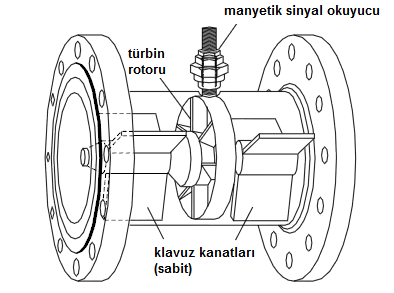 manyetik sinyal okuyucu
türbin
rotoru
klavuz kanatları
(sabit)